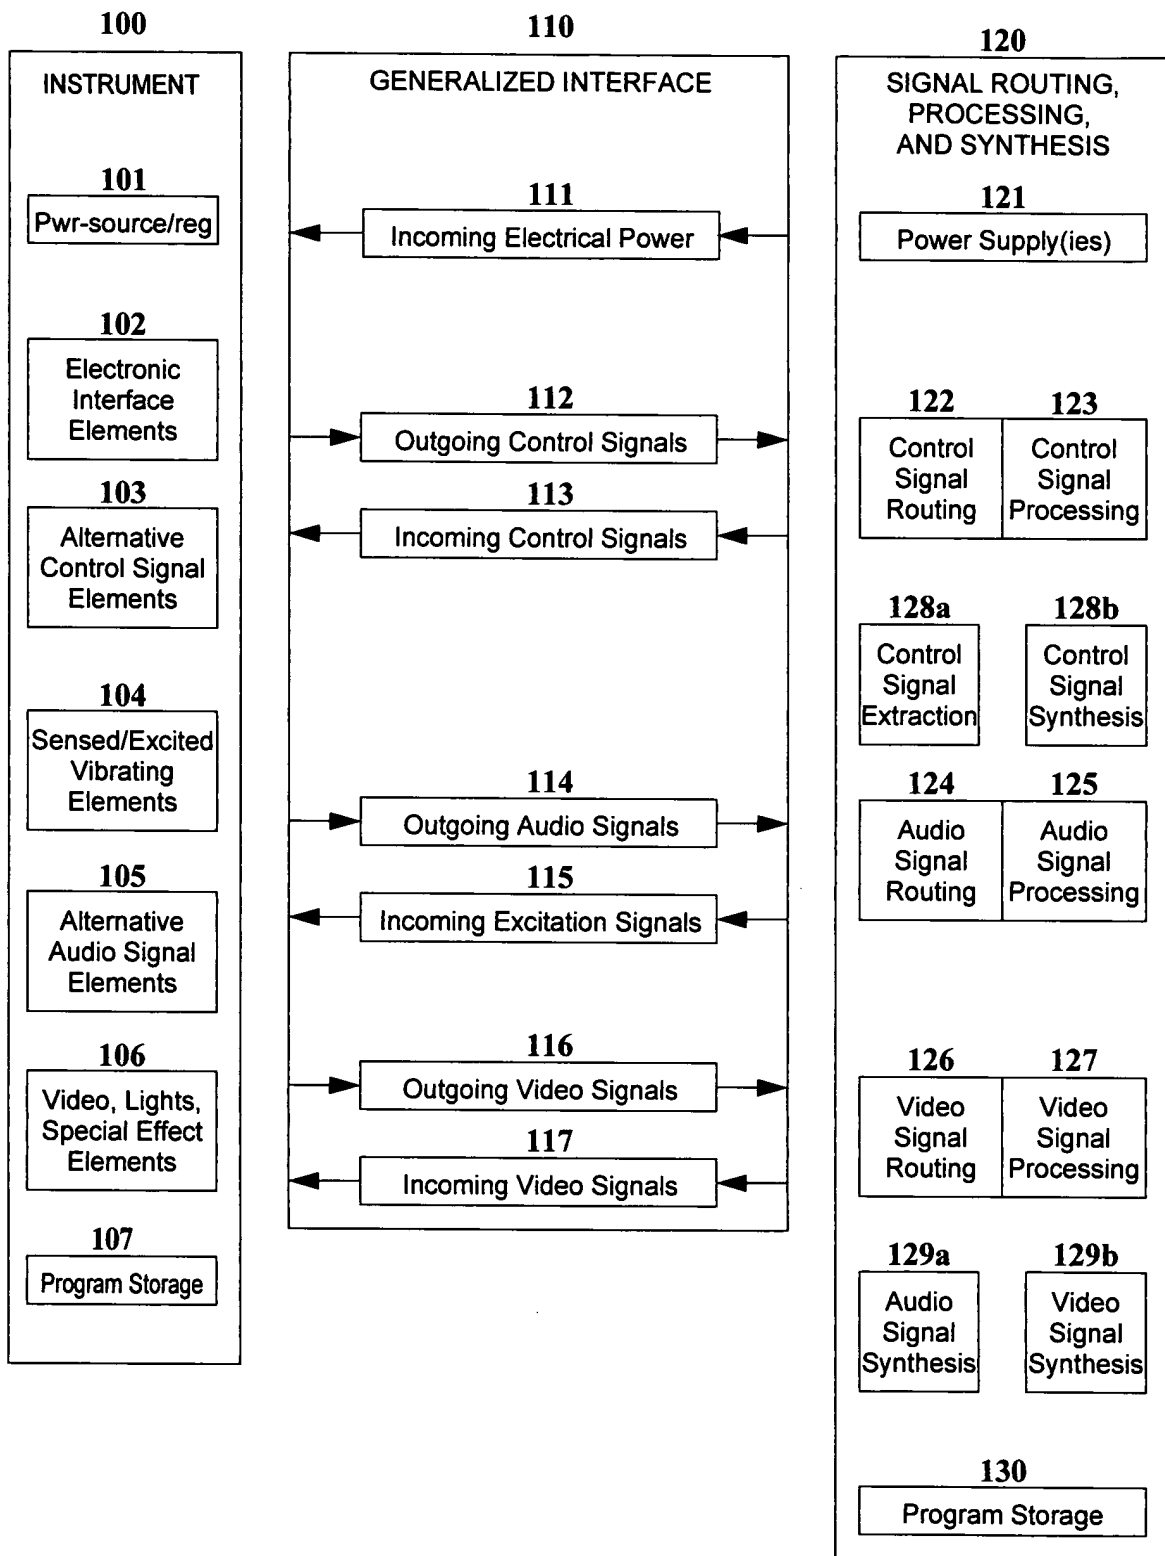 100
INSTRUMENT
101
Pwr-source/reg
102
Electronic
Interface
Elements
103
Alternative
Control Signal
Elements
104
Sensed/Excited
Vibrating
Elements
105
Alternative
Audio Signal
Elements
106
Video, Lights,
Special Effect
Elements
107
Program Storage
110
GENERALIZED INTERFACE
111
Incoming Electrical Power
112
Outgoing Control Signals
113
Incoming Control Signals
114
Outgoing Audio Signals
115
Incoming Excitation Signals
116
Outgoing Video Signals
117
Incoming Video Signals
120
SIGNAL ROUTING,
PROCESSING,
AND SYNTHESIS
121
Power Supply(ies)
122
Control
Signal
Routing
123
Control
Signal
Processing
128a
Control
Signal
Extraction
128b
Control
Signal
Synthesis
124
Audio
Signal
Routing
125
Audio
Signal
Processing
126
Video
Signal
Routing
127
Video
Signal
Processing
129a
Audio
Signal
Synthesis
129b
Video
Signal
Synthesis
130
Program Storage